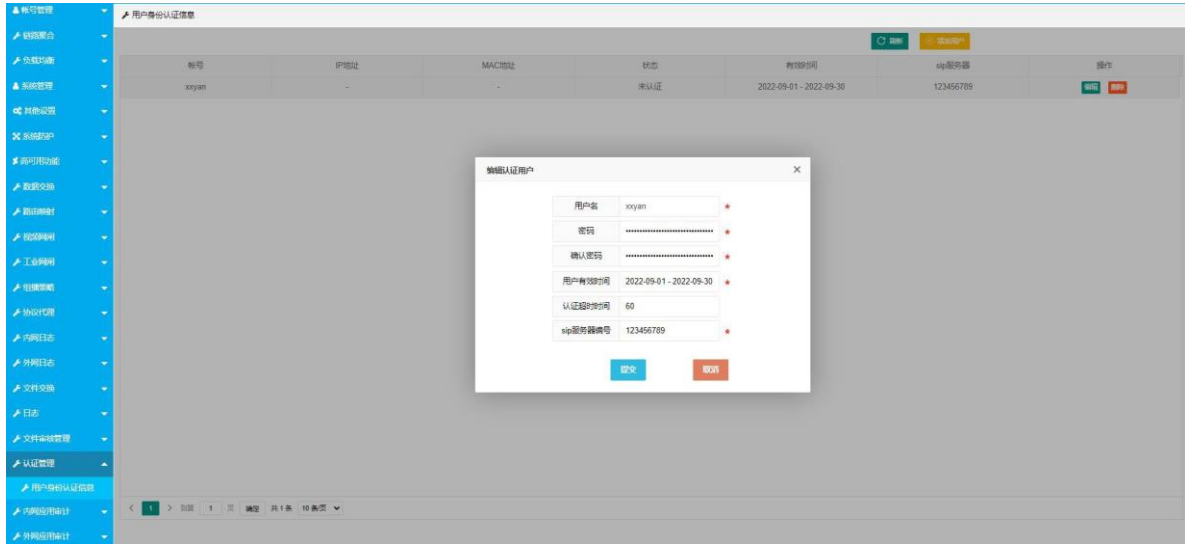 帐号管理
链路聚合
负载均衡
系统管理
其他设置
系统维护
高可用功能
数据交换
视频网闸
工业网闸
协议代理
内网日志
外网日志
文件交换
日志
文件审核管理
认证管理
用户身份认证信息
内网应用审计
外网应用审计
用户身份认证信息
刷新 添加用户
帐号 IP地址 MAC地址 状态 有效时间 sip服务器 操作
xxyan - - 未认证 2022-09-01 - 2022-09-30 123456789 编辑 删除
编辑认证用户 ×
用户名 xxyan *
密码 *
确认密码 *
用户有效时间 2022-09-01 - 2022-09-30 *
认证超时时间 60
sip服务器编号 123456789 *
提交 取消
< 1 > 到第 1 页 确定 共 1 条 10 条/页